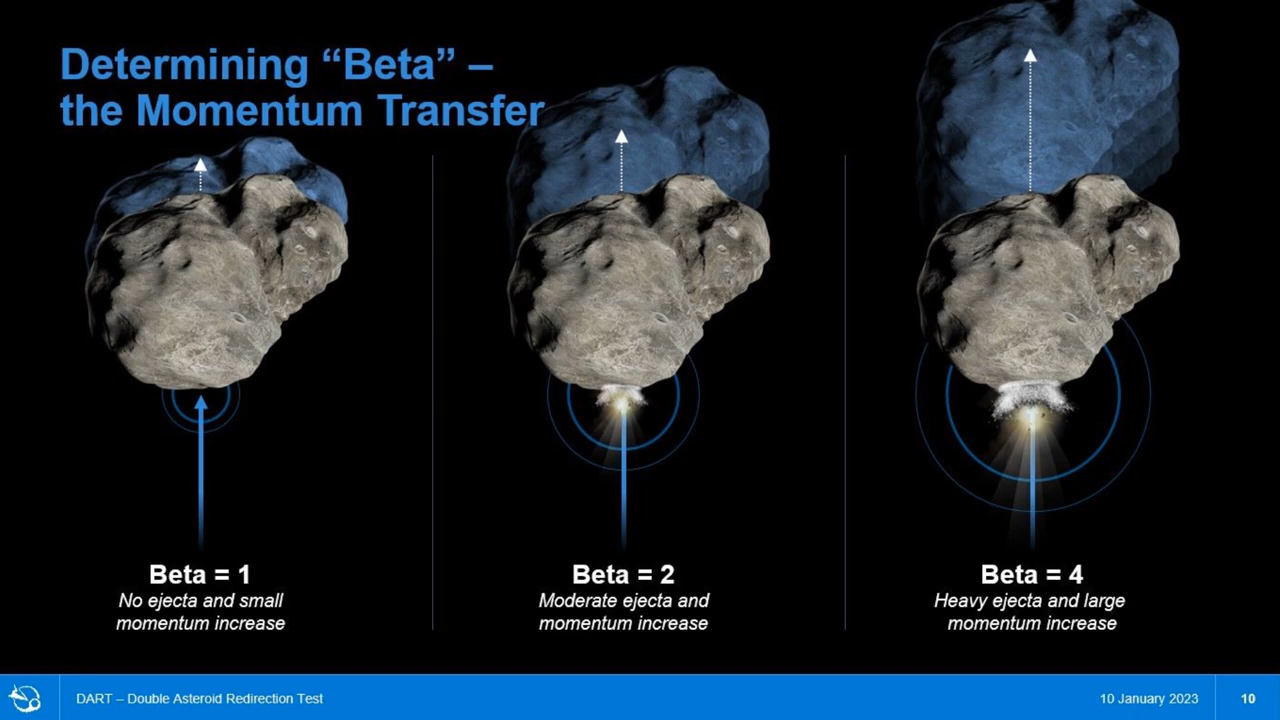 Determining “Beta” –
the Momentum Transfer
Beta = 1
No ejecta and small
momentum increase
Beta = 2
Moderate ejecta and
momentum increase
Beta = 4
Heavy ejecta and large
momentum increase
DART – Double Asteroid Redirection Test
10 January 2023
10